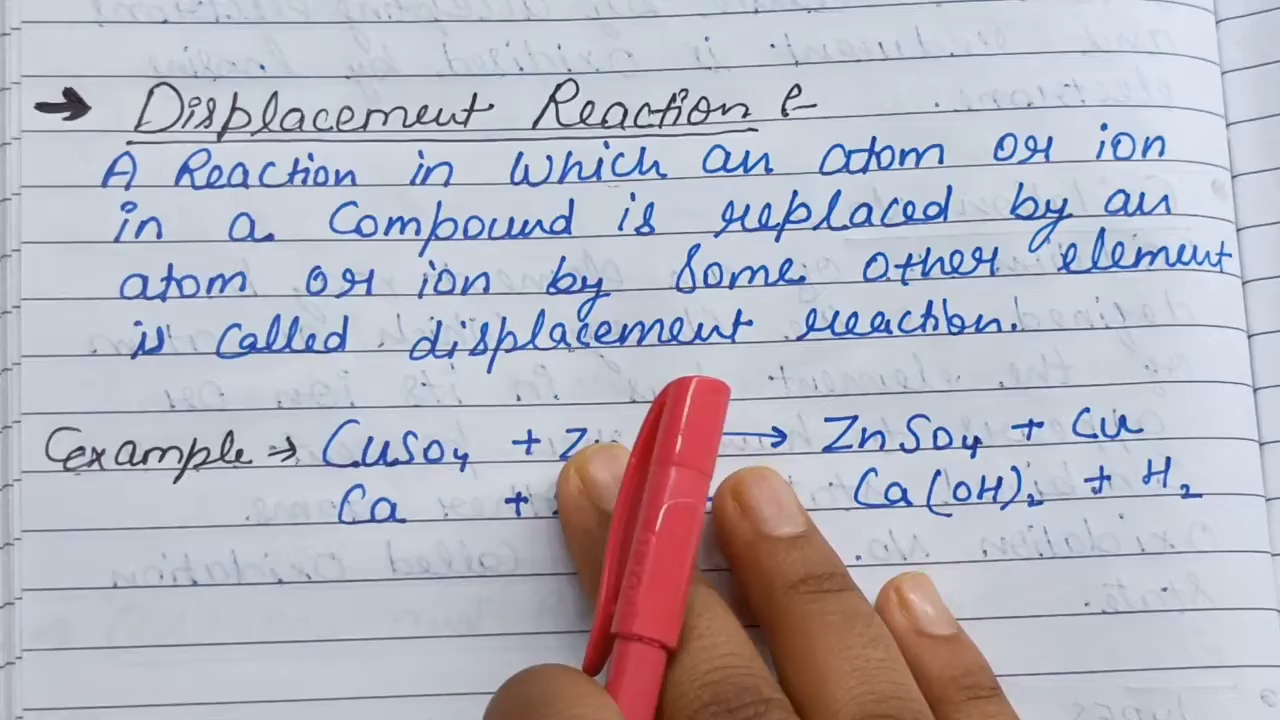 → Displacement Reaction :-
A Reaction in which an atom or ion
in a compound is replaced by an
atom or ion by some other element
is called displacement reaction.
Example → CuSO4 + Zn → ZnSO4 + Cu
Ca + Ca(OH)2 + H2